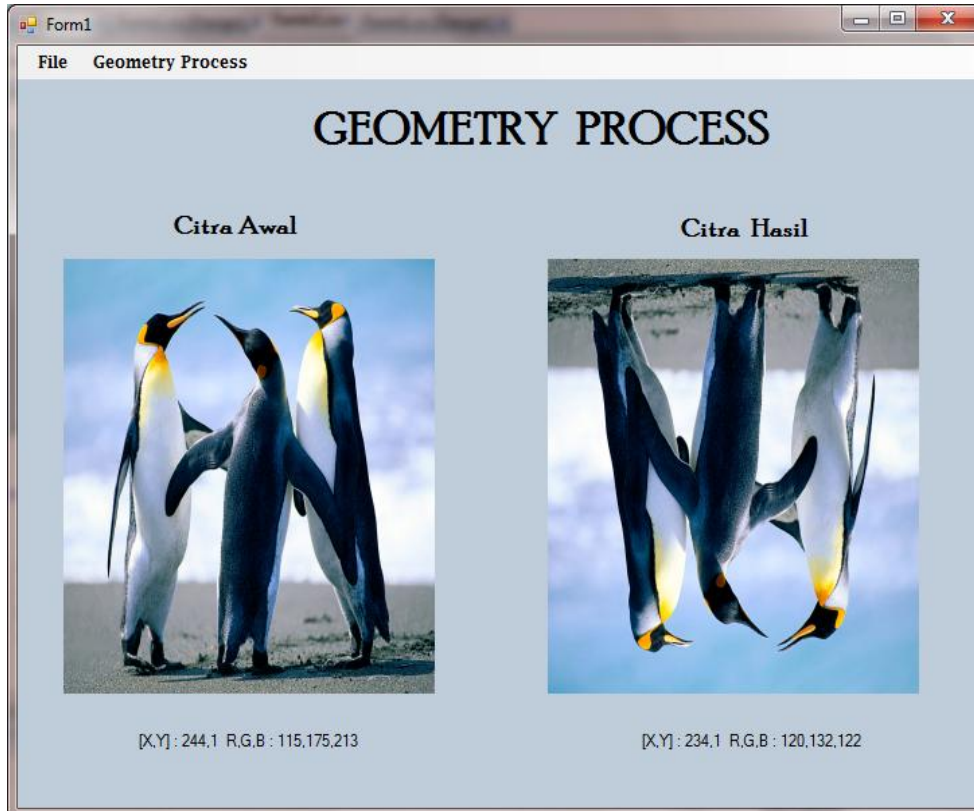 Form1
File Geometry Process
GEOMETRY PROCESS
Citra Awal
Citra Hasil
[X,Y] : 244,1 R,G,B : 115,175,213
[X,Y] : 234,1 R,G,B : 120,132,122